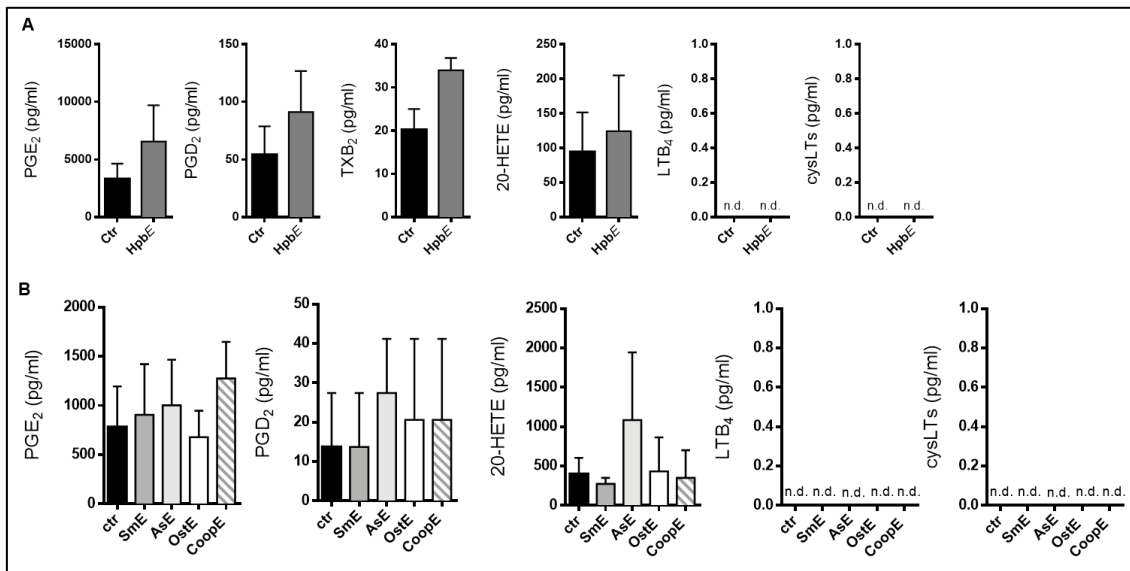 A
PGE2 (pg/ml)
15000
10000
5000
0
Ctr
HpbE
PGD2 (pg/ml)
150
100
50
0
Ctr
HpbE
TXB2 (pg/ml)
40
30
20
10
0
Ctr
HpbE
20-HETE (pg/ml)
250
200
150
100
50
0
Ctr
HpbE
LTB4 (pg/ml)
1.0
0.8
0.6
0.4
0.2
0.0
n.d. n.d.
Ctr
HpbE
cysLTs (pg/ml)
1.0
0.8
0.6
0.4
0.2
0.0
n.d. n.d.
Ctr
HpbE
B
PGE2 (pg/ml)
2000
1500
1000
500
0
ctr
SmE
AsE
OstE
CoopE
PGD2 (pg/ml)
50
40
30
20
10
0
ctr
SmE
AsE
OstE
CoopE
20-HETE (pg/ml)
2500
2000
1500
1000
500
0
ctr
SmE
AsE
OstE
CoopE
LTB4 (pg/ml)
1.0
0.8
0.6
0.4
0.2
0.0
n.d. n.d. n.d. n.d. n.d.
ctr
SmE
AsE
OstE
CoopE
cysLTs (pg/ml)
1.0
0.8
0.6
0.4
0.2
0.0
n.d. n.d. n.d. n.d. n.d.
ctr
SmE
AsE
OstE
CoopE